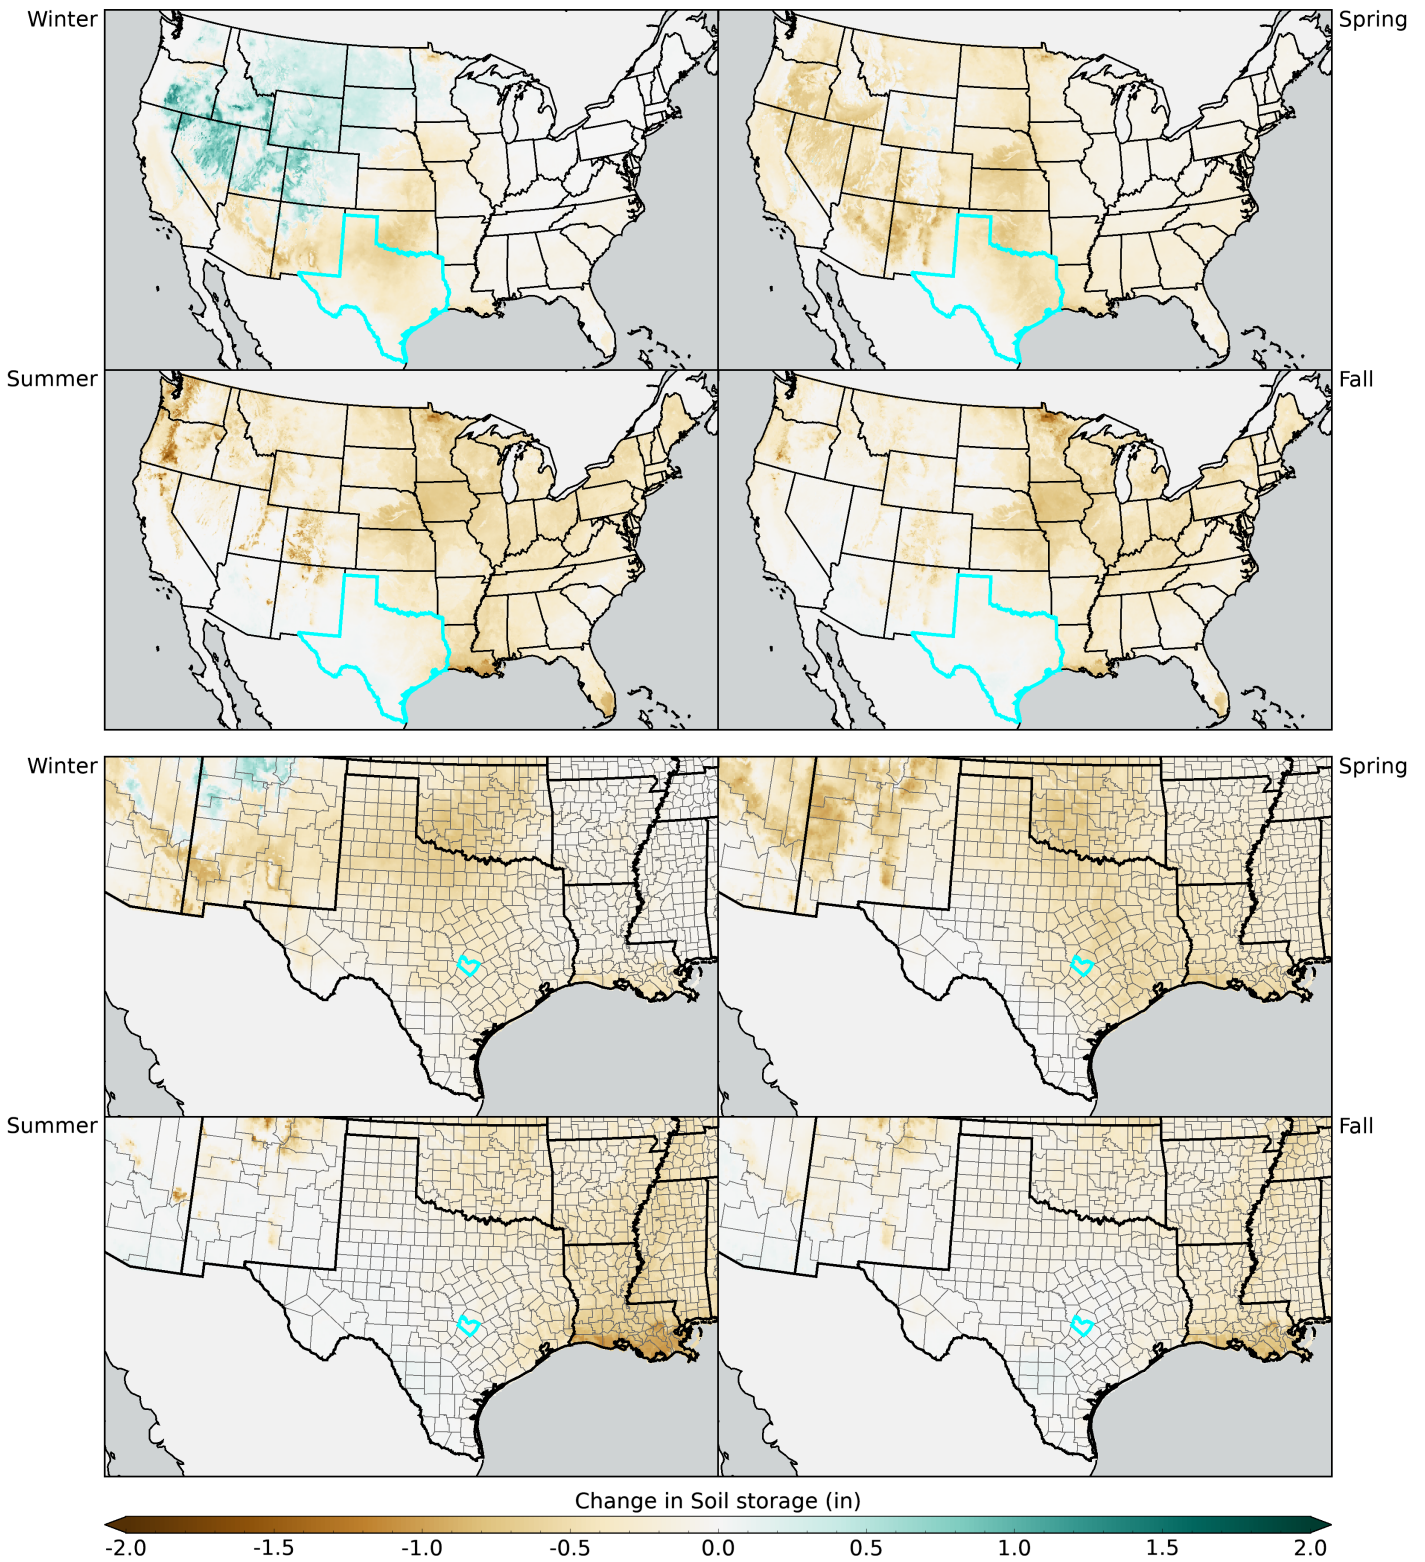 Winter
Spring
Summer
Fall
Winter
Spring
Summer
Fall
Change in Soil storage (in)
-2.0 -1.5 -1.0 -0.5 0.0 0.5 1.0 1.5 2.0